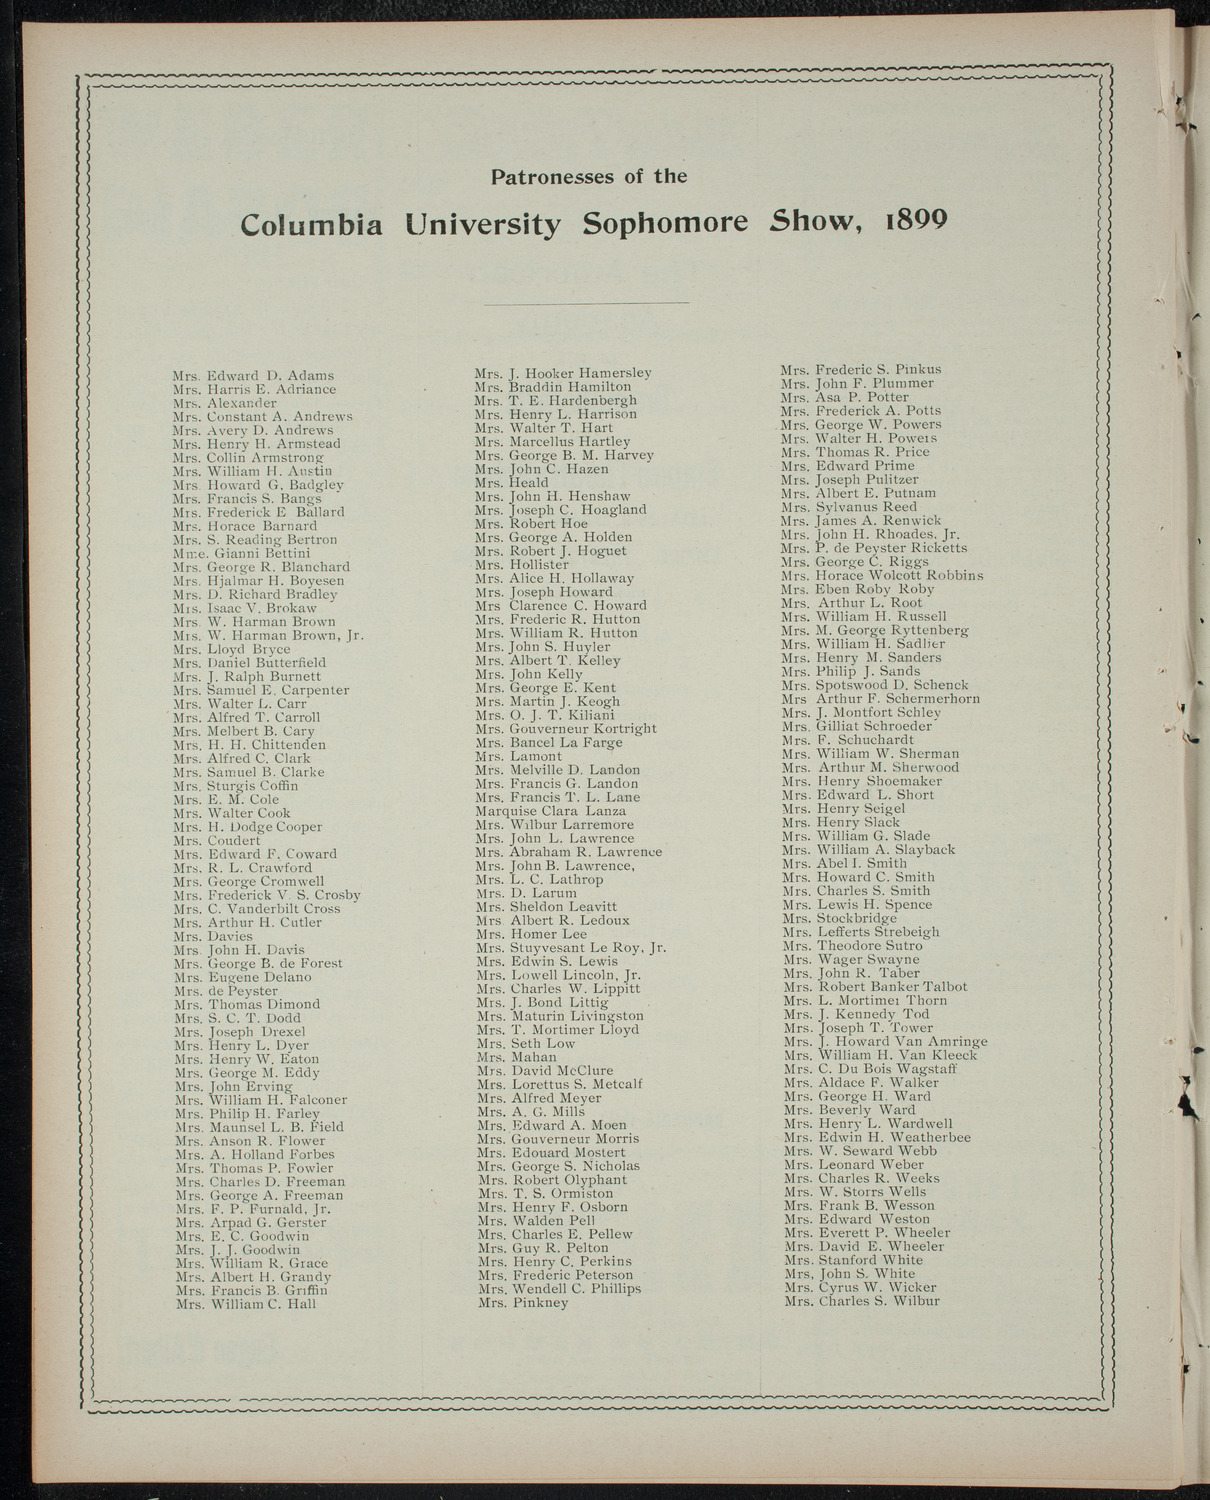 Patronesses of the
Columbia University Sophomore Show, 1899
Mrs. Edward D. Adams
Mrs. Harris E. Adriance
Mrs. Alexander
Mrs. Constant A. Andrews
Mrs. Avery D. Andrews
Mrs. Henry H. Armstead
Mrs. Collin Armstrong
Mrs. William H. Austin
Mrs. Howard G. Badgley
Mrs. Francis S. Bangs
Mrs. Frederick E Ballard
Mrs. Horace Barnard
Mrs. S. Reading Bertron
Mme. Gianni Bettini
Mrs. George R. Blanchard
Mrs. Hjalmar H. Boyesen
Mrs. D. Richard Bradley
Mrs. Isaac V. Brokaw
Mrs. W. Harman Brown
Mrs. W. Harman Brown, Jr.
Mrs. Lloyd Bryce
Mrs. Daniel Butterfield
Mrs. J. Ralph Burnett
Mrs. Samuel E. Carpenter
Mrs. Walter L. Carr
Mrs. Alfred T. Carroll
Mrs. Melbert B. Cary
Mrs. H. H. Chittenden
Mrs. Alfred C. Clark
Mrs. Samuel B. Clarke
Mrs. Sturgis Coffin
Mrs. E. M. Cole
Mrs. Walter Cook
Mrs. H. Dodge Cooper
Mrs. Coudert
Mrs. Edward F. Coward
Mrs. R. L. Crawford
Mrs. George Cromwell
Mrs. Frederick V. S. Crosby
Mrs. C. Vanderbilt Cross
Mrs. Arthur H. Cutler
Mrs. Davies
Mrs John H. Davis
Mrs. George B. de Forest
Mrs. Eugene Delano
Mrs. de Peyster
Mrs. Thomas Dimond
Mrs. S. C. T. Dodd
Mrs. Joseph Drexel
Mrs. Henry L. Dyer
Mrs. Henry W. Eaton
Mrs. George M. Eddy
Mrs. John Erving
Mrs. William H. Falconer
Mrs. Philip H. Farley
Mrs. Maunsel L. B. Field
Mrs. Anson R. Flower
Mrs. A. Holland Forbes
Mrs. Thomas P. Fowler
Mrs. Charles D. Freeman
Mrs. George A. Freeman
Mrs. F. P. Furnald, Jr.
Mrs. Arpad G. Gerster
Mrs. E. C. Goodwin
Mrs. J. J. Goodwin
Mrs. William R. Grace
Mrs. Albert H. Grandy
Mrs. Francis B. Griffin
Mrs. William C. Hall
Mrs. J. Hooker Hamersley
Mrs. Braddin Hamilton
Mrs. T. E. Hardenbergh
Mrs. Henry L. Harrison
Mrs. Walter T. Hart
Mrs. Marcellus Hartley
Mrs. George B. M. Harvey
Mrs. John C. Hazen
Mrs. Heald
Mrs. John H. Henshaw
Mrs. Joseph C. Hoagland
Mrs. Robert Hoe
Mrs. George A. Holden
Mrs. Robert J. Hoguet
Mrs. Hollister
Mrs. Alice H. Hollaway
Mrs. Joseph Howard
Mrs Clarence C. Howard
Mrs. Frederic R. Hutton
Mrs. William R. Hutton
Mrs. John S. Huyler
Mrs. Albert T. Kelley
Mrs. John Kelly
Mrs. George E. Kent
Mrs. Martin J. Keogh
Mrs. O. J. T. Kiliani
Mrs. Gouverneur Kortright
Mrs. Bancel La Farge
Mrs. Lamont
Mrs. Melville D. Landon
Mrs. Francis G. Landon
Mrs. Francis T. L. Lane
Marquise Clara Lanza
Mrs. Wilbur Larremore
Mrs. John L. Lawrence
Mrs. Abraham R. Lawrence
Mrs. John B. Lawrence,
Mrs. L. C. Lathrop
Mrs. D. Larum
Mrs. Sheldon Leavitt
Mrs Albert R. Ledoux
Mrs. Homer Lee
Mrs. Stuyvesant Le Roy, Jr.
Mrs. Edwin S. Lewis
Mrs. Lowell Lincoln, Jr.
Mrs. Charles W. Lippitt
Mrs. J. Bond Littig
Mrs. Maturin Livingston
Mrs. T. Mortimer Lloyd
Mrs. Seth Low
Mrs. Mahan
Mrs. David McClure
Mrs. Lorettus S. Metcalf
Mrs. Alfred Meyer
Mrs. A. G. Mills
Mrs. Edward A. Moen
Mrs. Gouverneur Morris
Mrs. Edouard Mostert
Mrs. George S. Nicholas
Mrs. Robert Olyphant
Mrs. T. S. Ormiston
Mrs. Henry F. Osborn
Mrs. Walden Pell
Mrs. Charles E. Pellew
Mrs. Guy R. Pelton
Mrs. Henry C. Perkins
Mrs. Frederic Peterson
Mrs. Wendell C. Phillips
Mrs. Pinkney
Mrs. Frederic S. Pinkus
Mrs. John F. Plummer
Mrs. Asa P. Potter
Mrs. Frederick A. Potts
Mrs. George W. Powers
Mrs. Walter H. Powers
Mrs. Thomas R. Price
Mrs. Edward Prime
Mrs. Joseph Pulitzer
Mrs. Albert E. Putnam
Mrs. Sylvanus Reed
Mrs. James A. Renwick
Mrs. John H. Rhoades, Jr.
Mrs. P. de Peyster Ricketts
Mrs. George C. Riggs
Mrs. Horace Wolcott Robbins
Mrs. Eben Roby Roby
Mrs. Arthur L. Root
Mrs. William H. Russell
Mrs. M. George Ryttenberg
Mrs. William H. Sadlier
Mrs. Henry M. Sanders
Mrs. Philip J. Sands
Mrs. Spotswood D. Schenck
Mrs Arthur F. Schermerhorn
Mrs. J. Montfort Schley
Mrs. Gilliat Schroeder
Mrs. F. Schuchardt
Mrs. William W. Sherman
Mrs. Arthur M. Sherwood
Mrs. Henry Shoemaker
Mrs. Edward L. Short
Mrs. Henry Seigel
Mrs. Henry Slack
Mrs. William G. Slade
Mrs. William A. Slayback
Mrs. Abel I. Smith
Mrs. Howard C. Smith
Mrs. Charles S. Smith
Mrs. Lewis H. Spence
Mrs. Stockbridge
Mrs. Lefferts Strebeigh
Mrs. Theodore Sutro
Mrs. Wager Swayne
Mrs. John R. Taber
Mrs. Robert Banker Talbot
Mrs. L. Mortimer Thorn
Mrs. J. Kennedy Tod
Mrs. Joseph T. Tower
Mrs. J. Howard Van Amringe
Mrs. William H. Van Kleeck
Mrs. C. Du Bois Wagstaff
Mrs. Aldace F. Walker
Mrs. George H. Ward
Mrs. Beverly Ward
Mrs. Henry L. Wardwell
Mrs. Edwin H. Weatherbee
Mrs. W. Seward Webb
Mrs. Leonard Weber
Mrs. Charles R. Weeks
Mrs. W. Storrs Wells
Mrs. Frank B. Wesson
Mrs. Edward Weston
Mrs. Everett P. Wheeler
Mrs. David E. Wheeler
Mrs. Stanford White
Mrs. John S. White
Mrs. Cyrus W. Wicker
Mrs. Charles S. Wilbur